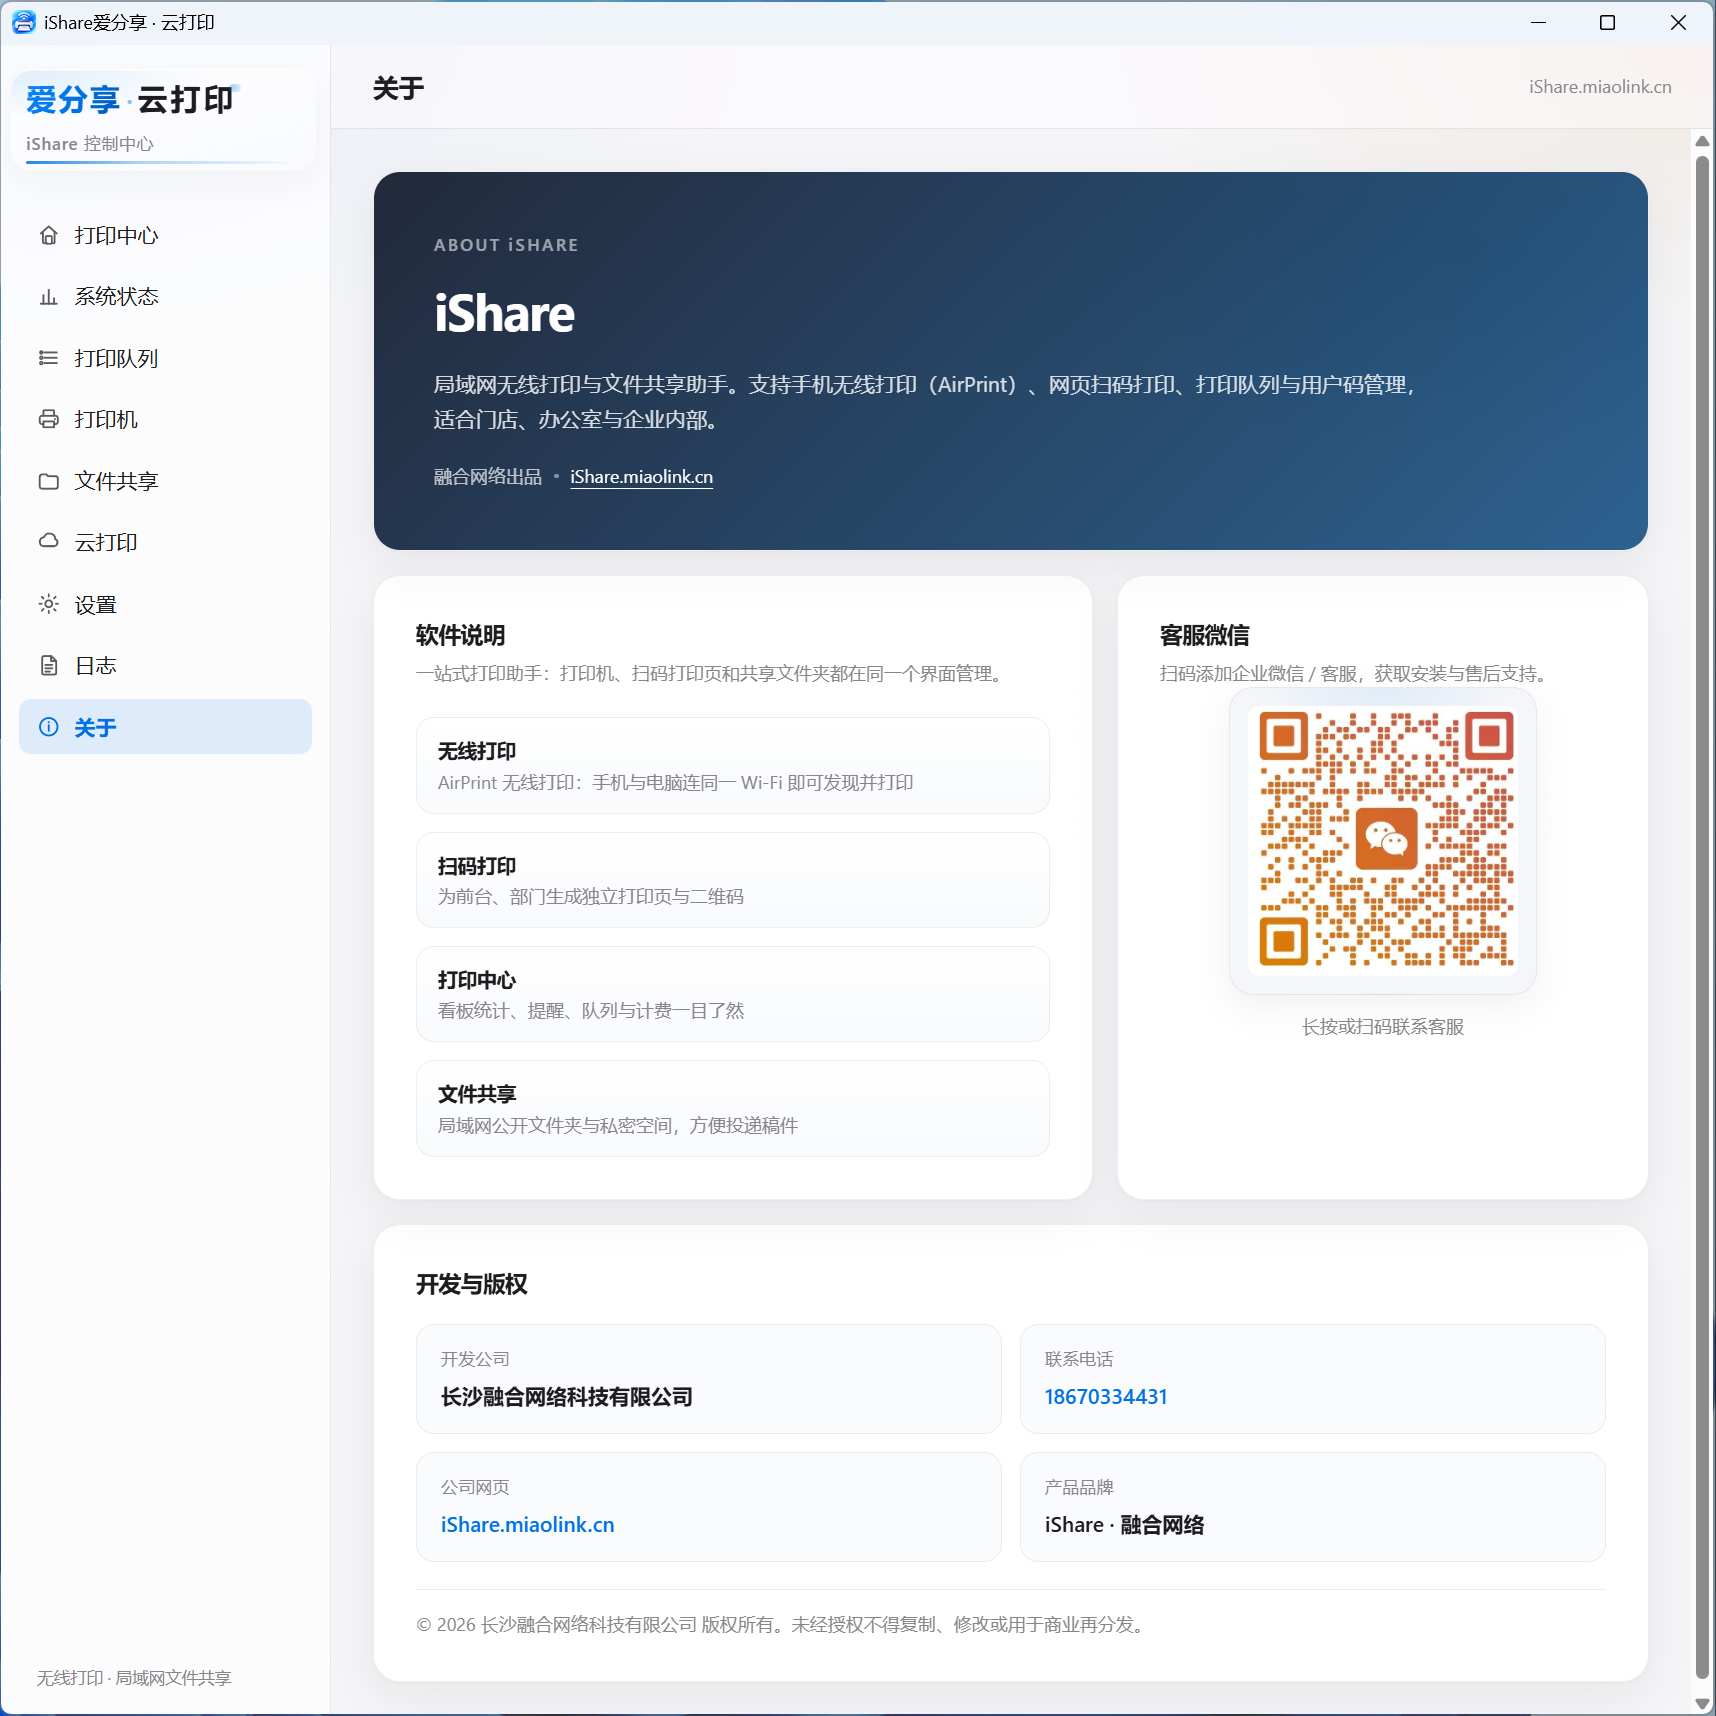 iShare爱分享 · 云打印
爱分享 · 云打印
iShare 控制中心
打印中心
系统状态
打印队列
打印机
文件共享
云打印
设置
日志
关于
无线打印 · 局域网文件共享
关于
iShare.miaolink.cn
ABOUT iSHARE
iShare
局域网无线打印与文件共享助手。支持手机无线打印（AirPrint）、网页扫码打印、打印队列与用户码管理，
适合门店、办公室与企业内部。
融合网络出品 • iShare.miaolink.cn
软件说明
一站式打印助手：打印机、扫码打印页和共享文件夹都在同一个界面管理。
无线打印
AirPrint 无线打印：手机与电脑连同一 Wi-Fi 即可发现并打印
扫码打印
为前台、部门生成独立打印页与二维码
打印中心
看板统计、提醒、队列与计费一目了然
文件共享
局域网公开文件夹与私密空间，方便投递稿件
客服微信
扫码添加企业微信 / 客服，获取安装与售后支持。
长按或扫码联系客服
开发与版权
开发公司
长沙融合网络科技有限公司
联系电话
18670334431
公司网页
iShare.miaolink.cn
产品品牌
iShare · 融合网络
© 2026 长沙融合网络科技有限公司 版权所有。未经授权不得复制、修改或用于商业再分发。